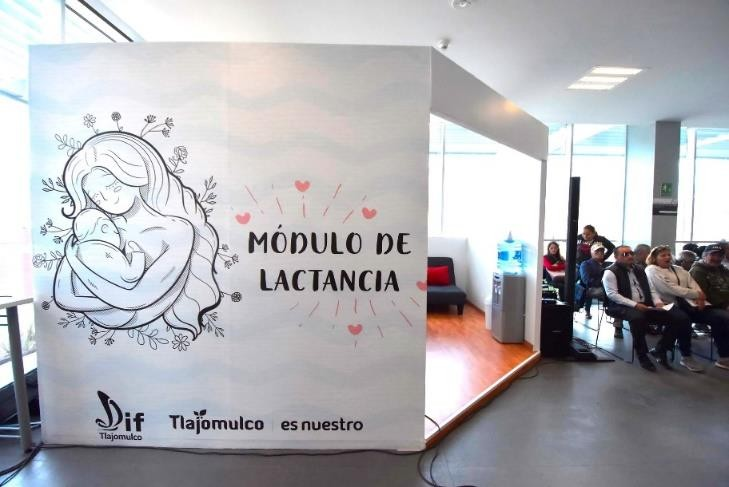 MÓDULO DE
LACTANCIA
Dif
Tlajomulco
Tlajomulco | es nuestro